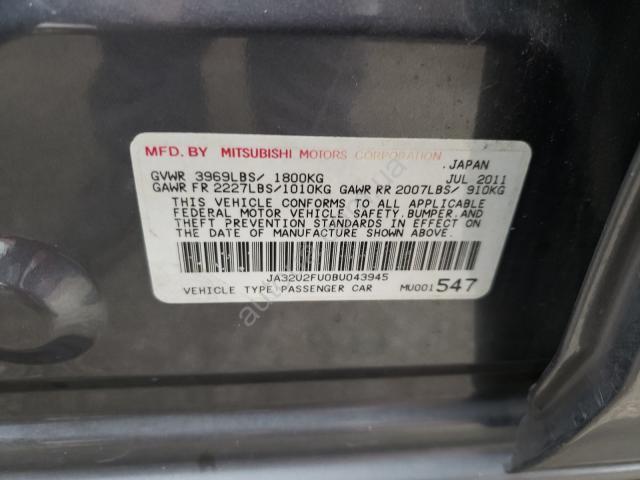 MFD. BY MITSUBISHI MOTORS CORPORATION
JAPAN
GVWR 3969LBS/ 1800KG JUL 2011
GAWR FR 2227LBS/1010KG GAWR RR 2007LBS/ 910KG
THIS VEHICLE CONFORMS TO ALL APPLICABLE
FEDERAL MOTOR VEHICLE SAFETY,BUMPER,AND
THEFT PREVENTION STANDARDS IN EFFECT ON
THE DATE OF MANUFACTURE SHOWN ABOVE.
JA32U2FU0BU043945
VEHICLE TYPE PASSENGER CAR MU001547